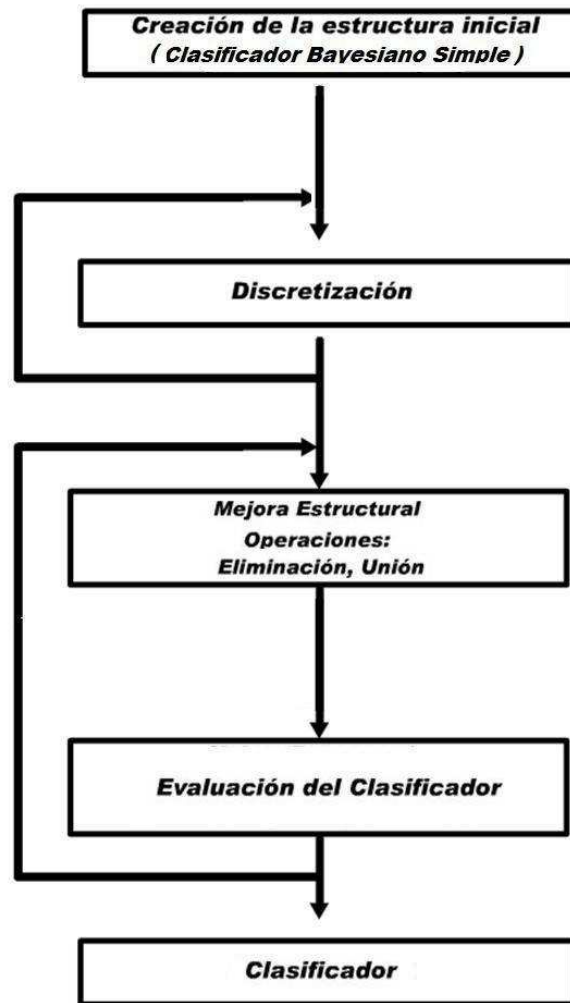 Creación de la estructura inicial
( Clasificador Bayesiano Simple )
Discretización
Mejora Estructural
Operaciones:
Eliminación, Unión
Evaluación del Clasificador
Clasificador